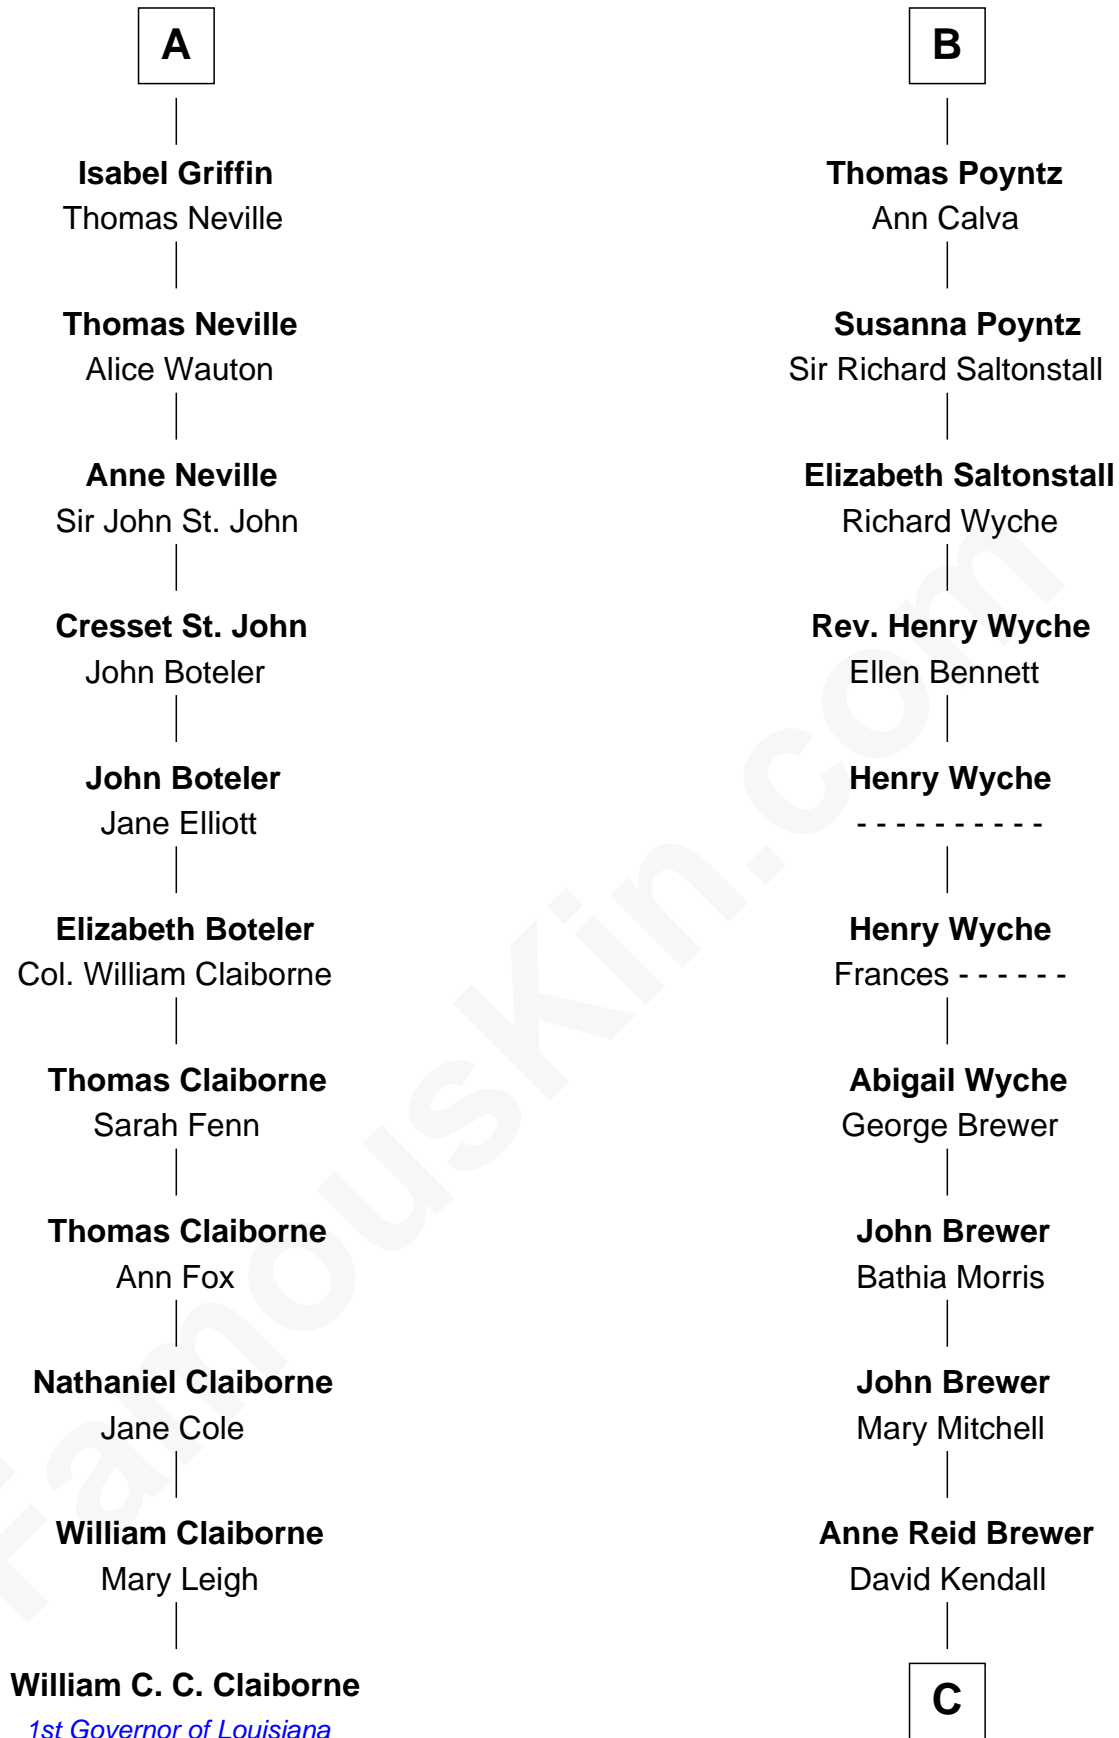 A
Isabel Griffin
Thomas Neville
Thomas Neville
Alice Wauton
Anne Neville
Sir John St. John
Cresset St. John
John Boteler
John Boteler
Jane Elliott
Elizabeth Boteler
Col. William Claiborne
Thomas Claiborne
Sarah Fenn
Thomas Claiborne
Ann Fox
Nathaniel Claiborne
Jane Cole
William Claiborne
Mary Leigh
William C. C. Claiborne
1st Governor of Louisiana
B
Thomas Poyntz
Ann Calva
Susanna Poyntz
Sir Richard Saltonstall
Elizabeth Saltonstall
Richard Wyche
Rev. Henry Wyche
Ellen Bennett
Henry Wyche
- - - - - - - - - -
Henry Wyche
Frances - - - - - -
Abigail Wyche
George Brewer
John Brewer
Bathia Morris
John Brewer
Mary Mitchell
Anne Reid Brewer
David Kendall
C
FamousKin.com